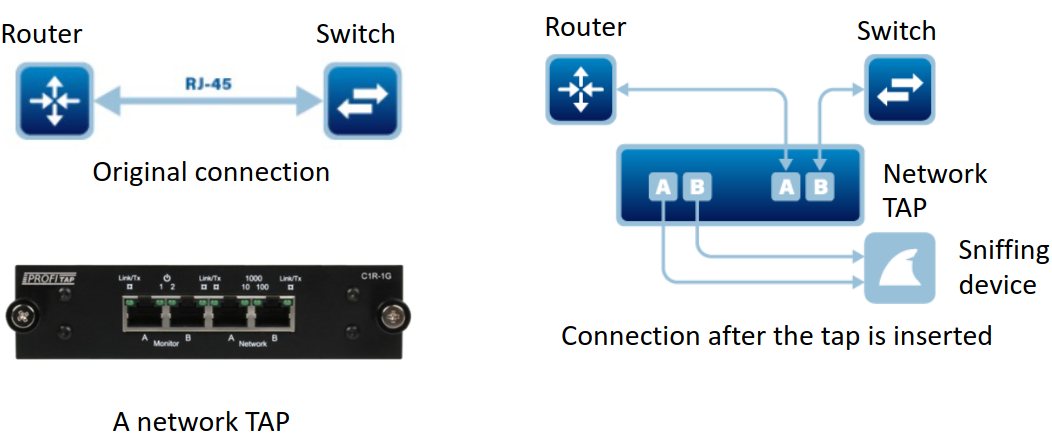 Router
Switch
RJ-45
Original connection
PROFITAP
C1R-1G
Link/Tx
1 2
Link/Tx
1000
10 100
Link/Tx
A Monitor B
A Network B
A network TAP
Router
Switch
A B
A B
Network
TAP
Sniffing
device
Connection after the tap is inserted